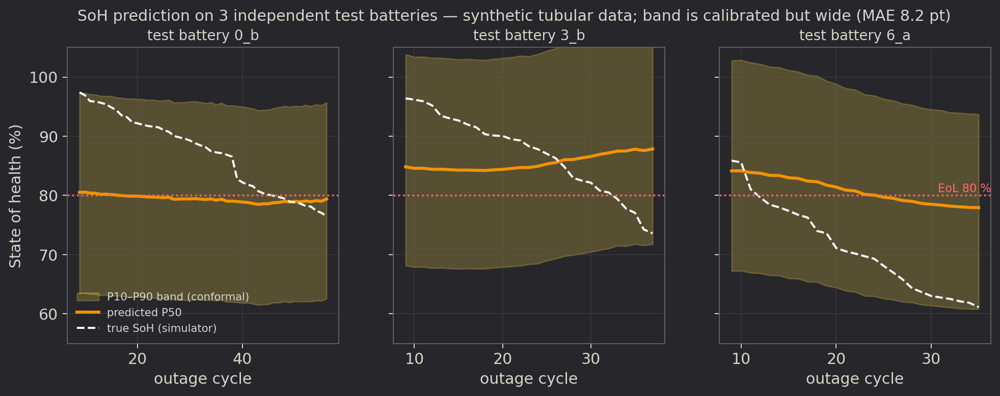 SoH prediction on 3 independent test batteries — synthetic tubular data; band is calibrated but wide (MAE 8.2 pt)
test battery 0_b
test battery 3_b
test battery 6_a
State of health (%)
100
90
80
70
60
EoL 80 %
P10–P90 band (conformal)
predicted P50
true SoH (simulator)
20
40
10
20
30
10
20
30
outage cycle
outage cycle
outage cycle